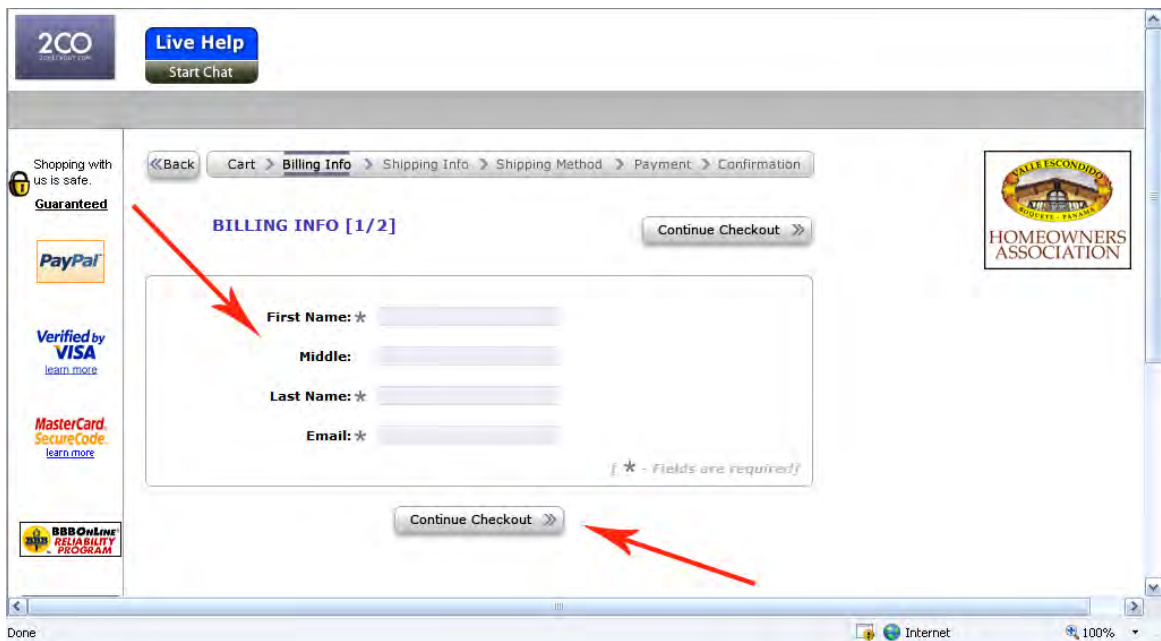 2CO
2CHECKOUT.COM
Live Help
Start Chat
Shopping with
us is safe.
Guaranteed
PayPal
Verified by
VISA
learn more
MasterCard.
SecureCode.
learn more
BBB
BBBONLINE
RELIABILITY
PROGRAM
Back
Cart > Billing Info > Shipping Info > Shipping Method > Payment > Confirmation
BILLING INFO [1/2]
Continue Checkout
First Name: *
Middle:
Last Name: *
Email: *
[ * - Fields are required]
Continue Checkout
VALLE ESCONDIDO
BOQUETE - PANAMA
HOMEOWNERS
ASSOCIATION
Done
Internet
100%